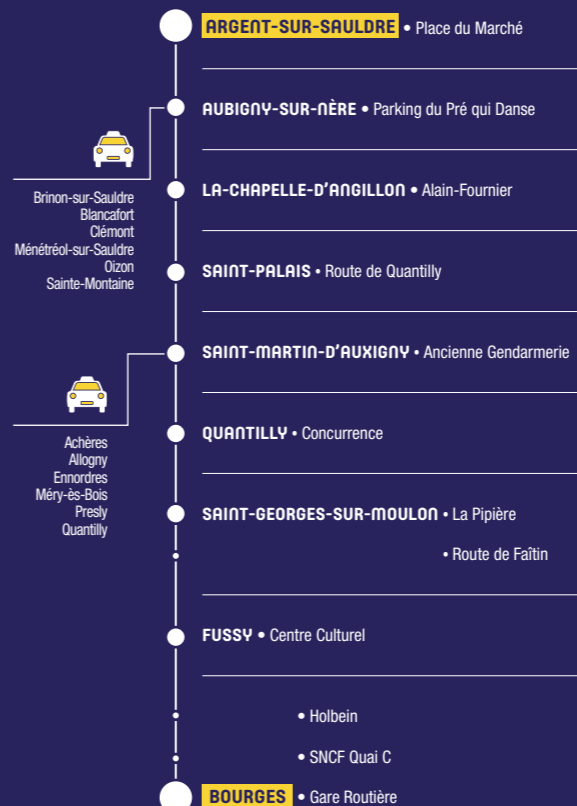 ARGENT-SUR-SAULDRE • Place du Marché
AUBIGNY-SUR-NÈRE • Parking du Pré qui Danse
LA-CHAPELLE-D'ANGILLON • Alain-Fournier
Brinon-sur-Sauldre
Blancafort
Clémont
Ménétréol-sur-Sauldre
Oizon
Sainte-Montaine
SAINT-PALAIS • Route de Quantilly
SAINT-MARTIN-D'AUXIGNY • Ancienne Gendarmerie
QUANTILLY • Concurrence
Achères
Allogny
Ennordres
Méry-ès-Bois
Presly
Quantilly
SAINT-GEORGES-SUR-MOULON • La Pipière
• Route de Faîtin
FUSSY • Centre Culturel
• Holbein
• SNCF Quai C
BOURGES • Gare Routière